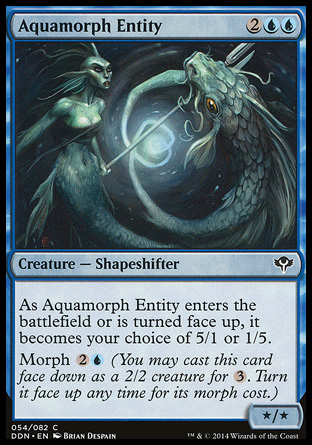 Aquamorph Entity 2
Creature — Shapeshifter
As Aquamorph Entity enters the
battlefield or is turned face up, it
becomes your choice of 5/1 or 1/5.
Morph 2 (You may cast this card
face down as a 2/2 creature for 3. Turn
it face up any time for its morph cost.)
*/*
054/082 C
DDN • EN Brian Despain
™ & © 2014 Wizards of the Coast